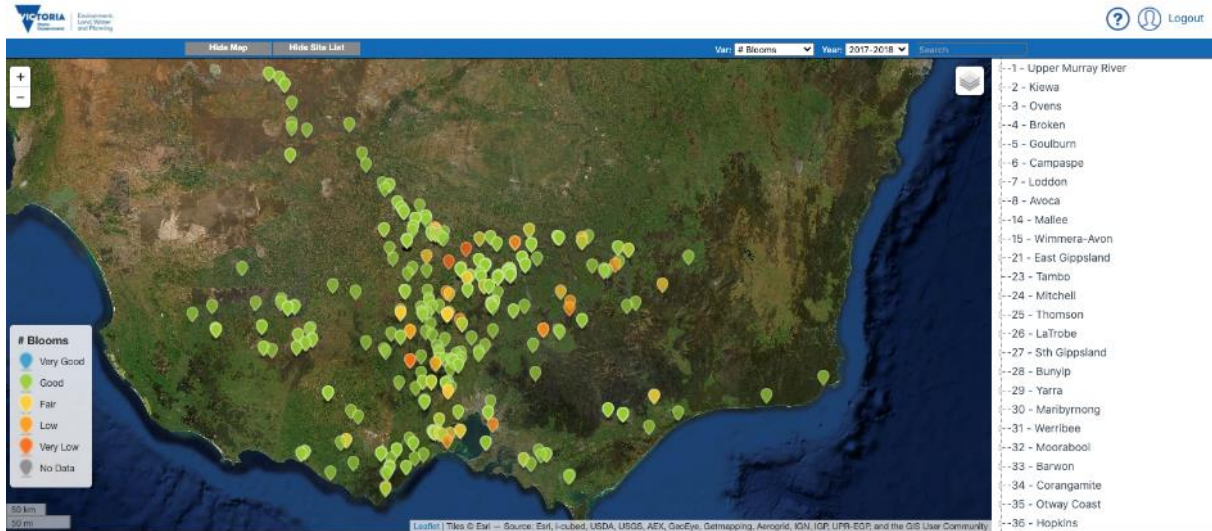 VICTORIA
State
Government
Environment,
Land, Water
and Planning
? Logout
Hide Map Hide Site List Var: # Blooms Year: 2017-2018 Search
+
−
--1 - Upper Murray River
--2 - Kiewa
--3 - Ovens
--4 - Broken
--5 - Goulburn
--6 - Campaspe
--7 - Loddon
--8 - Avoca
--14 - Mallee
--15 - Wimmera-Avon
--21 - East Gippsland
--23 - Tambo
--24 - Mitchell
--25 - Thomson
--26 - LaTrobe
--27 - Sth Gippsland
--28 - Bunyip
--29 - Yarra
--30 - Maribyrnong
--31 - Werribee
--32 - Moorabool
--33 - Barwon
--34 - Corangamite
--35 - Otway Coast
--36 - Hopkins
# Blooms
Very Good
Good
Fair
Low
Very Low
No Data
50 km
50 mi
Leaflet | Tiles © Esri — Source: Esri, i-cubed, USDA, USGS, AEX, GeoEye, Getmapping, Aerogrid, IGN, IGP, UPR-EGP, and the GIS User Community